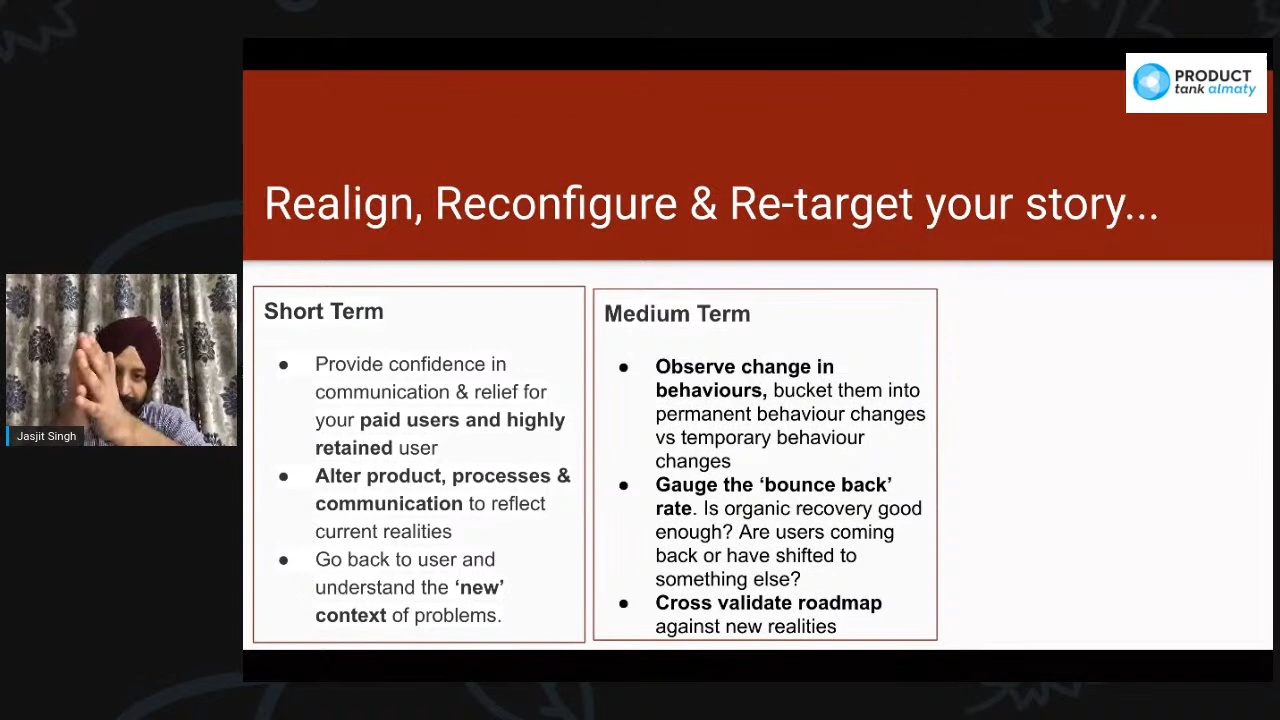 PRODUCT
tank almaty
Realign, Reconfigure & Re-target your story...
Short Term
● Provide confidence in
communication & relief for
your paid users and highly
retained user
● Alter product, processes &
communication to reflect
current realities
● Go back to user and
understand the ‘new’
context of problems.
Medium Term
● Observe change in
behaviours, bucket them into
permanent behaviour changes
vs temporary behaviour
changes
● Gauge the ‘bounce back’
rate. Is organic recovery good
enough? Are users coming
back or have shifted to
something else?
● Cross validate roadmap
against new realities
Jasjit Singh